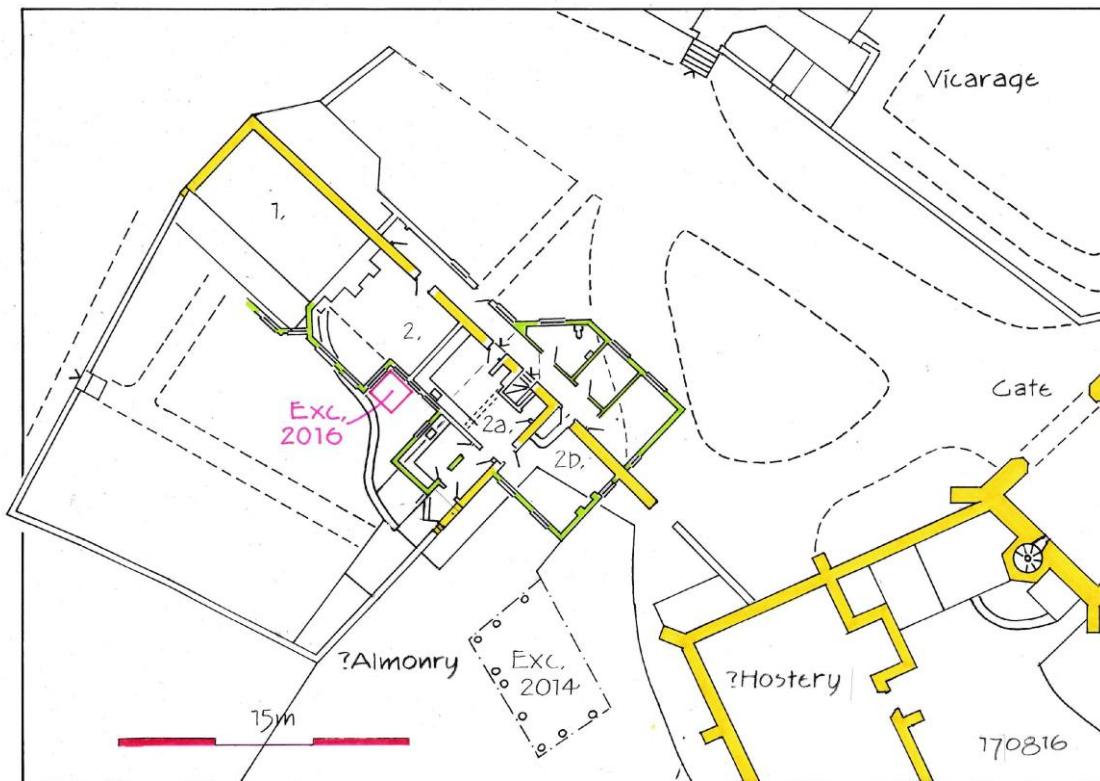 Vicarage
1,
2,
Gate
Exc,
2016
2a,
2b,
?Almonry
Exc,
2014
?Hostery
15m
170816